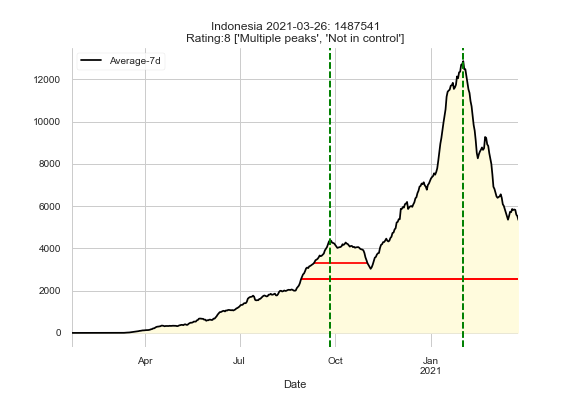 Indonesia 2021-03-26: 1487541
Rating:8 ['Multiple peaks', 'Not in control']
Average-7d
12000
10000
8000
6000
4000
2000
0
Apr Jul Oct Jan
2021
Date